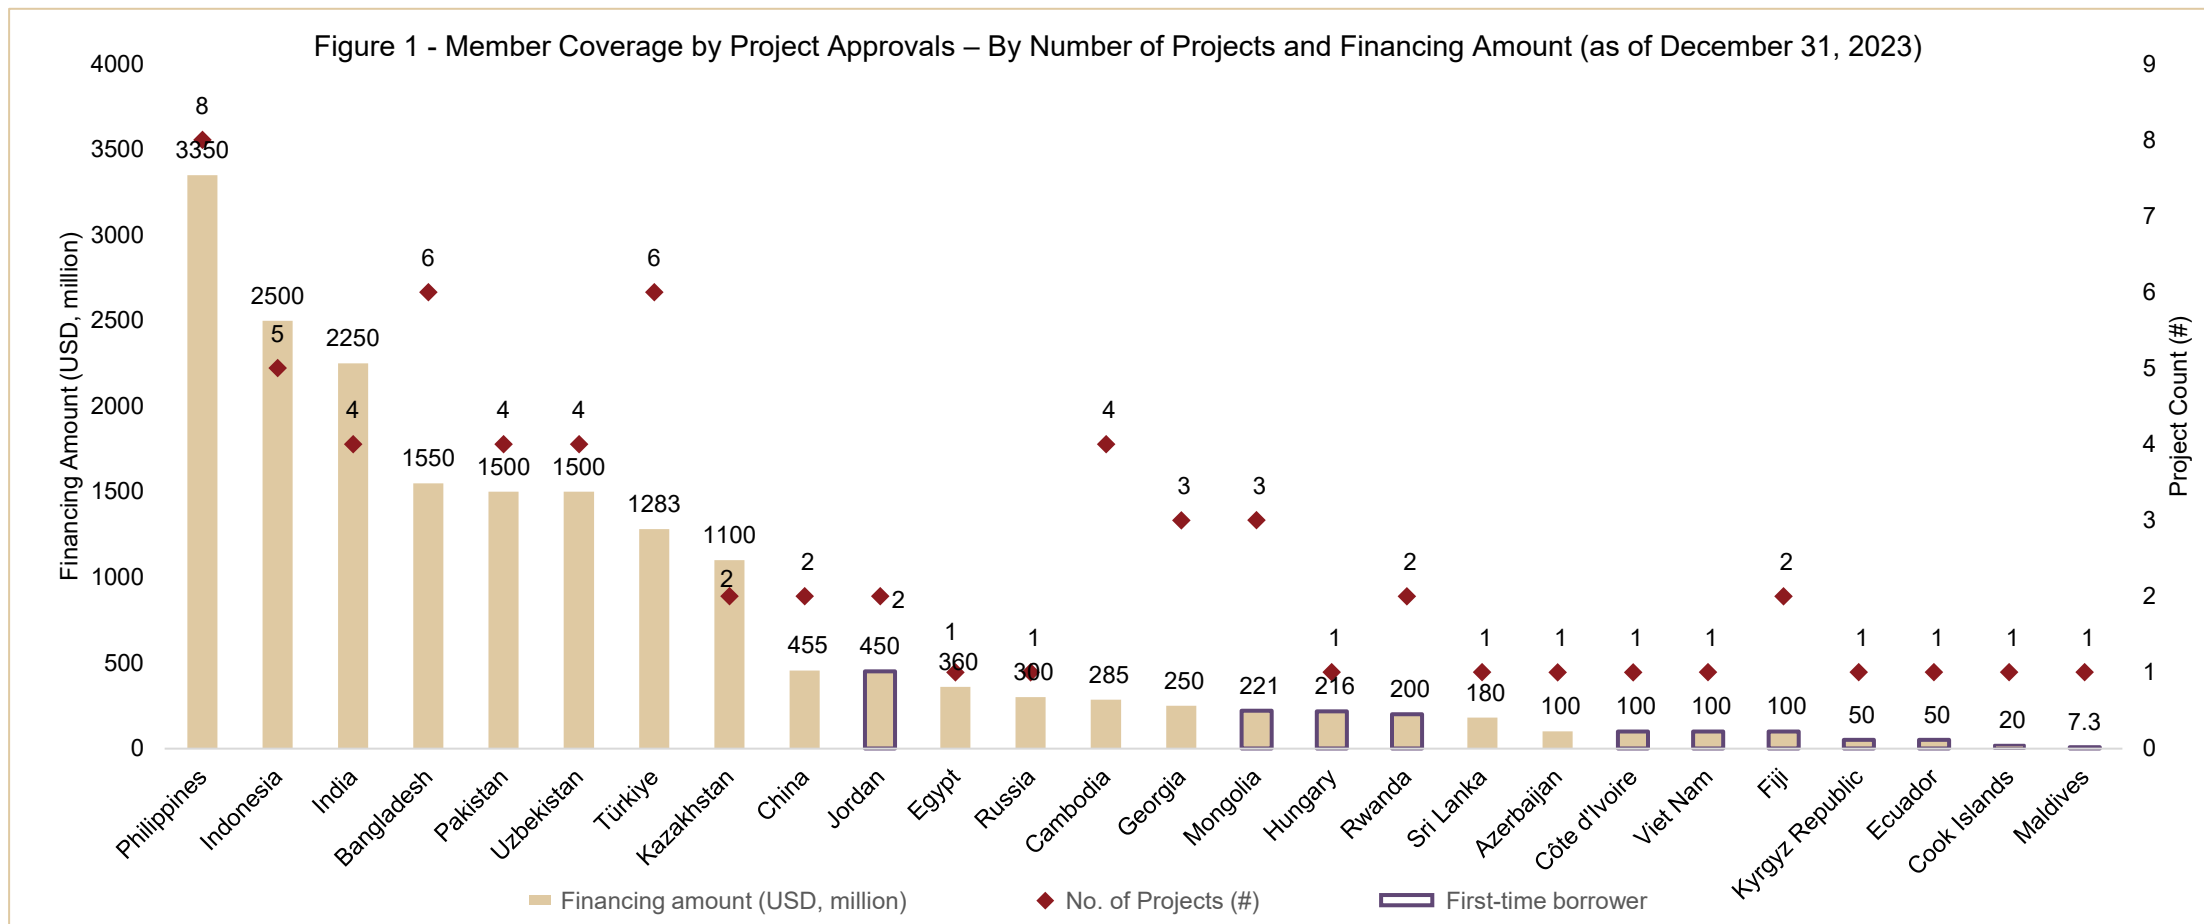 Figure 1 - Member Coverage by Project Approvals – By Number of Projects and Financing Amount (as of December 31, 2023)
Financing Amount (USD, million)
4000
3500
3000
2500
2000
1500
1000
500
0
9
8
7
6
5
4
3
2
1
0
Project Count (#)
8
5
4
6
4
4
6
2
2
2
1
1
4
3
3
1
2
1
1
1
1
2
1
1
1
1
3350
2500
2250
1550
1500
1500
1283
1100
455
450
360
300
285
250
221
216
200
180
100
100
100
100
50
50
20
7.3
Philippines
Indonesia
India
Bangladesh
Pakistan
Uzbekistan
Türkiye
Kazakhstan
China
Jordan
Egypt
Russia
Cambodia
Georgia
Mongolia
Hungary
Rwanda
Sri Lanka
Azerbaijan
Côte d'Ivoire
Viet Nam
Fiji
Kyrgyz Republic
Ecuador
Cook Islands
Maldives
Financing amount (USD, million)
No. of Projects (#)
First-time borrower